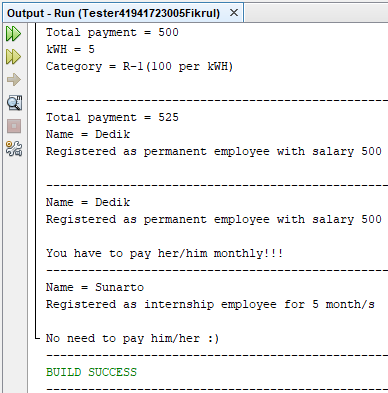 Output - Run (Tester41941723005Fikrul) ×
Total payment = 500
kWH = 5
Category = R-1(100 per kWH)
------------------------------------------------
Total payment = 525
Name = Dedik
Registered as permanent employee with salary 500
------------------------------------------------
Name = Dedik
Registered as permanent employee with salary 500
You have to pay her/him monthly!!!
------------------------------------------------
Name = Sunarto
Registered as internship employee for 5 month/s
No need to pay him/her :)
------------------------------------------------
BUILD SUCCESS
------------------------------------------------